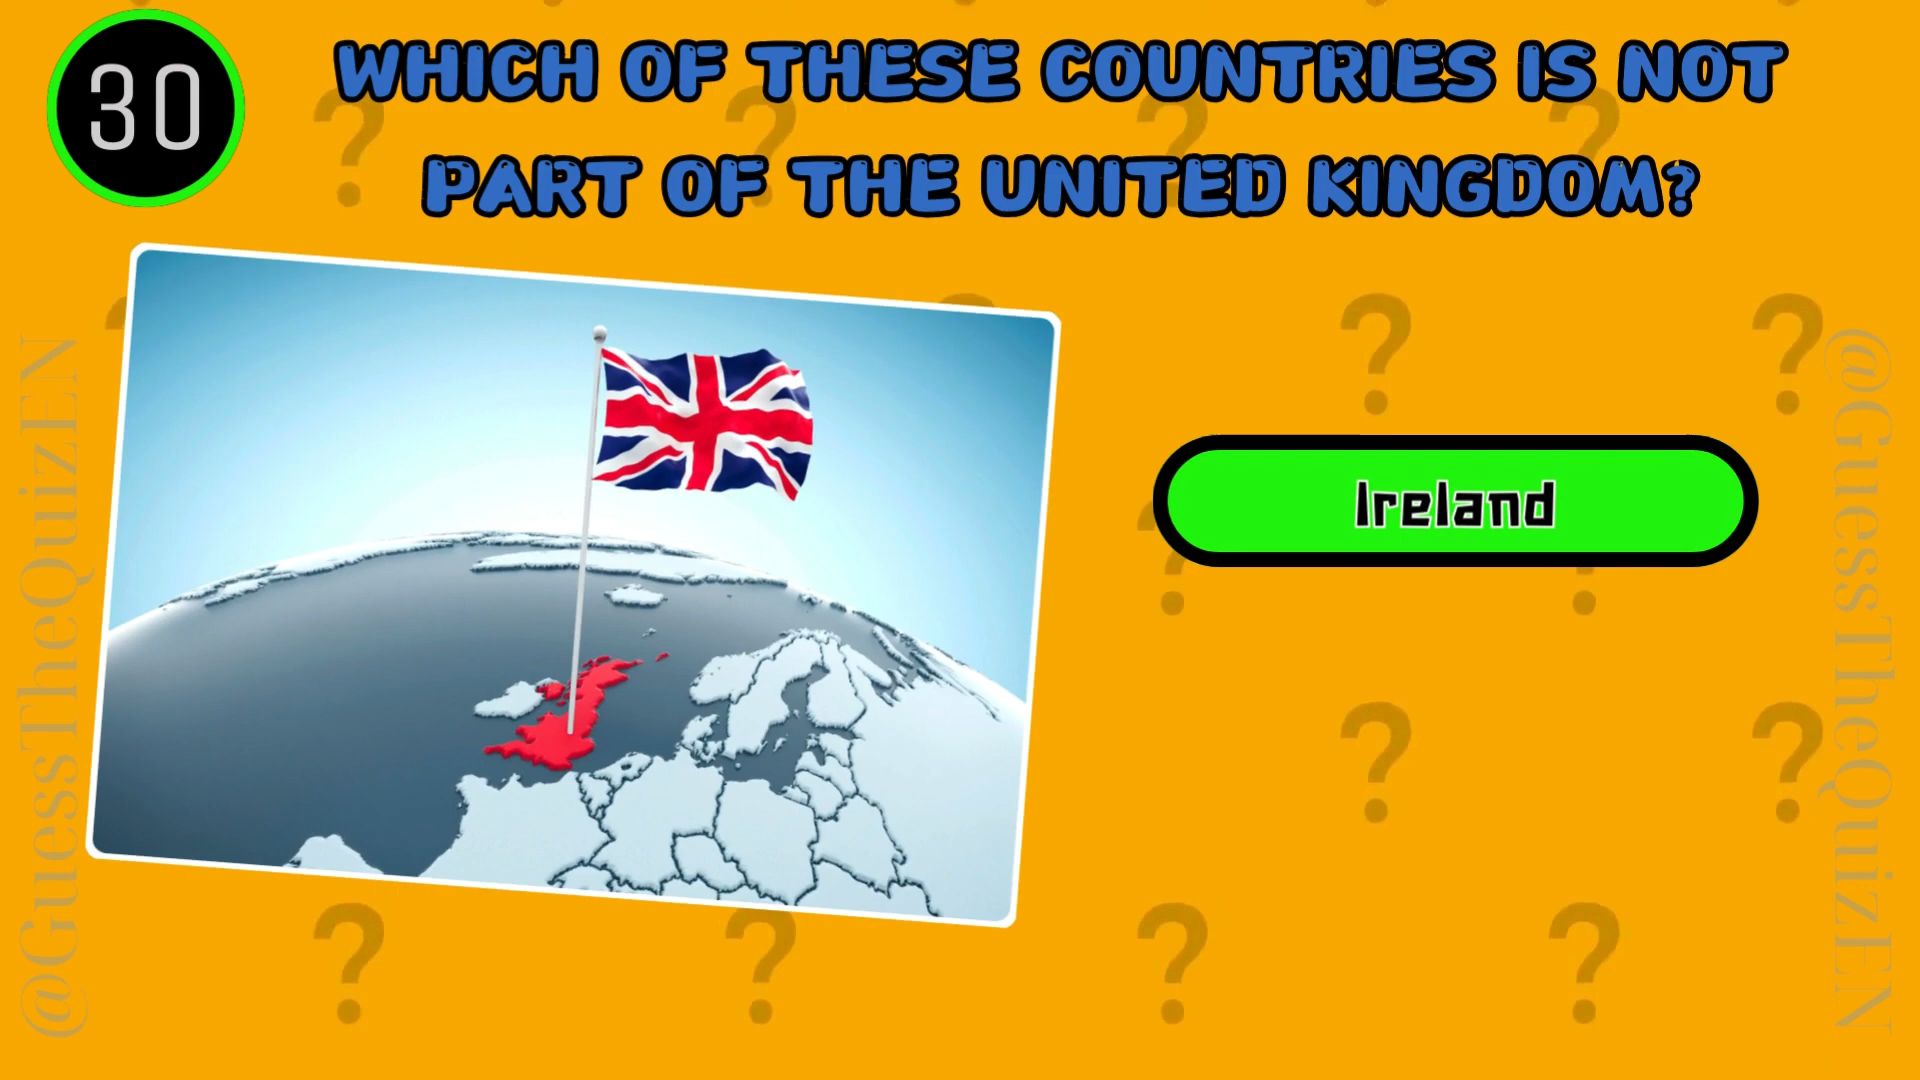 30
WHICH OF THESE COUNTRIES IS NOT
PART OF THE UNITED KINGDOM?
Ireland
@GuessTheQuizEN
@GuessTheQuizEN